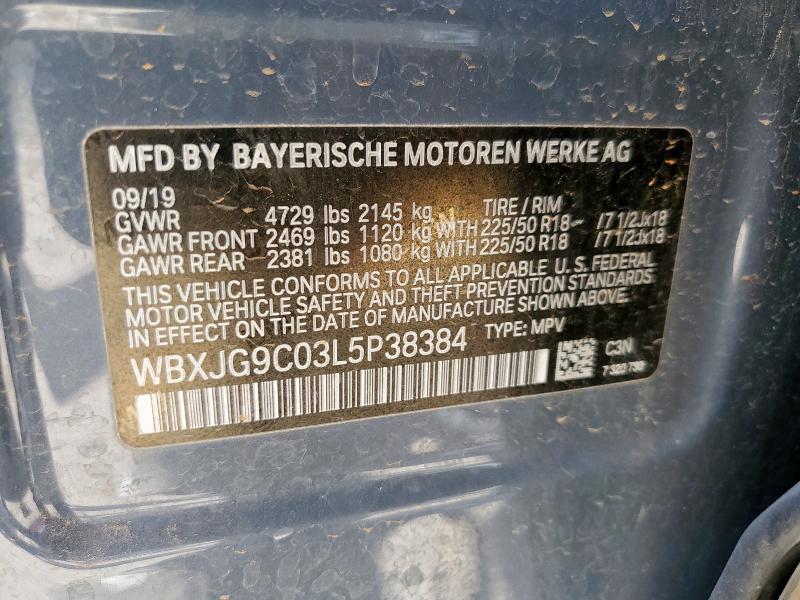 MFD BY BAYERISCHE MOTOREN WERKE AG
09/19 TIRE / RIM
GVWR 4729 lbs 2145 kg
GAWR FRONT 2469 lbs 1120 kg WITH 225/50 R18 /7 1/2Jx18
GAWR REAR 2381 lbs 1080 kg WITH 225/50 R18 /7 1/2Jx18
THIS VEHICLE CONFORMS TO ALL APPLICABLE U.S. FEDERAL
MOTOR VEHICLE SAFETY AND THEFT PREVENTION STANDARDS
IN EFFECT ON THE DATE OF MANUFACTURE SHOWN ABOVE.
WBXJG9C03L5P38384 TYPE: MPV
C3N